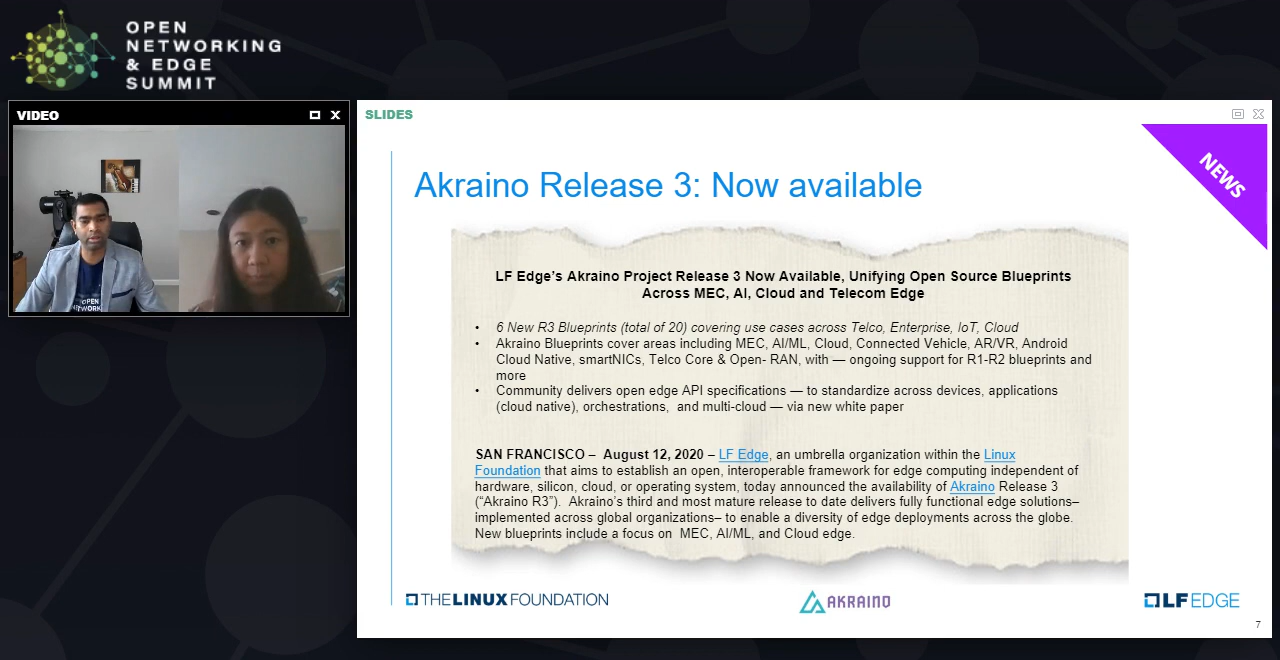 OPEN
NETWORKING
& EDGE
SUMMIT
VIDEO
OPEN
NETWORK
SLIDES
NEWS
Akraino Release 3: Now available
LF Edge’s Akraino Project Release 3 Now Available, Unifying Open Source Blueprints
Across MEC, AI, Cloud and Telecom Edge
• 6 New R3 Blueprints (total of 20) covering use cases across Telco, Enterprise, IoT, Cloud
• Akraino Blueprints cover areas including MEC, AI/ML, Cloud, Connected Vehicle, AR/VR, Android
Cloud Native, smartNICs, Telco Core & Open- RAN, with — ongoing support for R1-R2 blueprints and
more
• Community delivers open edge API specifications — to standardize across devices, applications
(cloud native), orchestrations, and multi-cloud — via new white paper
SAN FRANCISCO – August 12, 2020 – LF Edge, an umbrella organization within the Linux
Foundation that aims to establish an open, interoperable framework for edge computing independent of
hardware, silicon, cloud, or operating system, today announced the availability of Akraino Release 3
(“Akraino R3”). Akraino’s third and most mature release to date delivers fully functional edge solutions–
implemented across global organizations– to enable a diversity of edge deployments across the globe.
New blueprints include a focus on MEC, AI/ML, and Cloud edge.
THE LINUX FOUNDATION
AKRAINO
LF EDGE
7